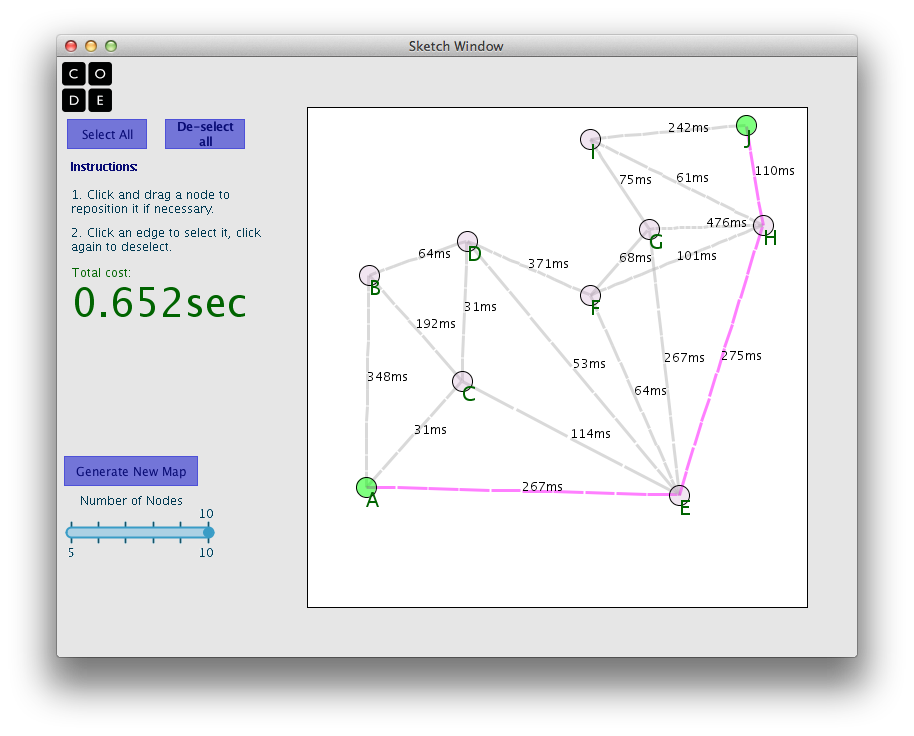 Sketch Window
C O
D E
Select All
De-select
all
Instructions:
1. Click and drag a node to
reposition it if necessary.
2. Click an edge to select it, click
again to deselect.
Total cost:
0.652sec
Generate New Map
Number of Nodes
10
5 10
242ms
J
I
110ms
75ms
61ms
476ms
G
H
64ms
D
371ms
68ms
101ms
B
F
31ms
192ms
267ms
275ms
53ms
348ms
64ms
C
31ms
114ms
267ms
A
E